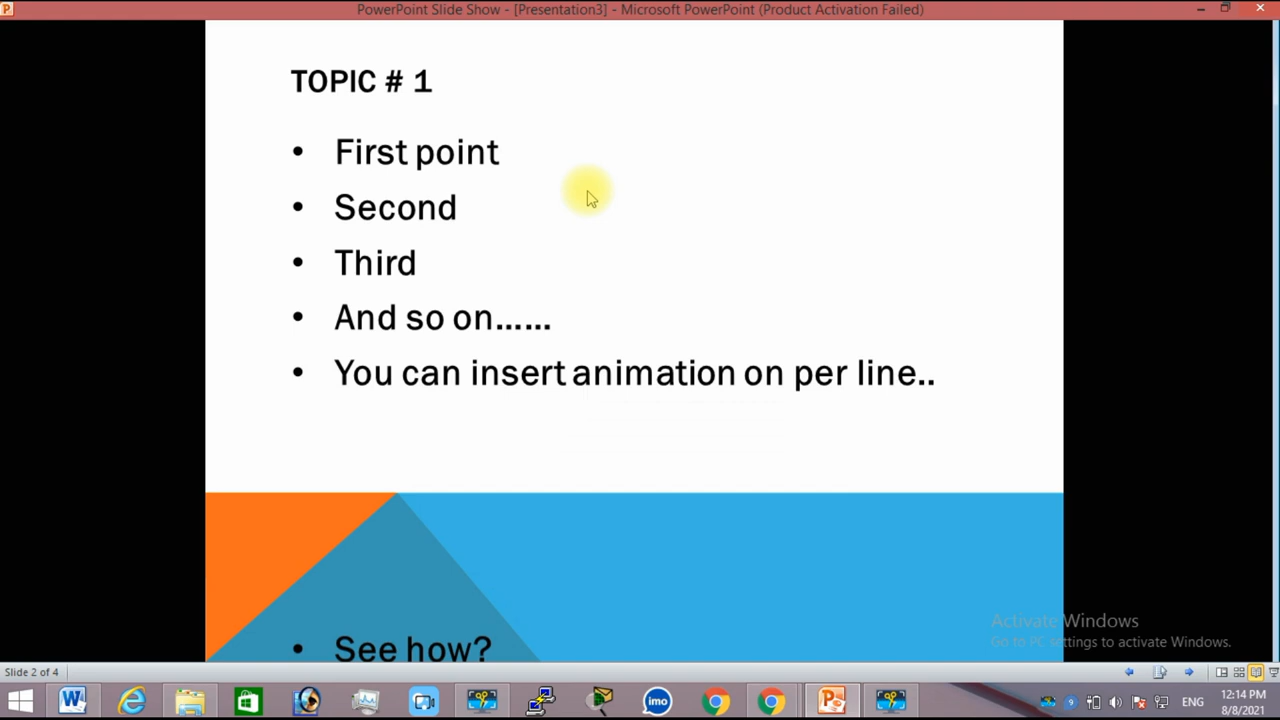 PowerPoint Slide Show - [Presentation3] - Microsoft PowerPoint (Product Activation Failed)
TOPIC # 1
• First point
• Second
• Third
• And so on……
• You can insert animation on per line..
• See how?
Activate Windows
Go to PC settings to activate Windows.
Slide 2 of 4
imo
ENG
12:14 PM
8/8/2021